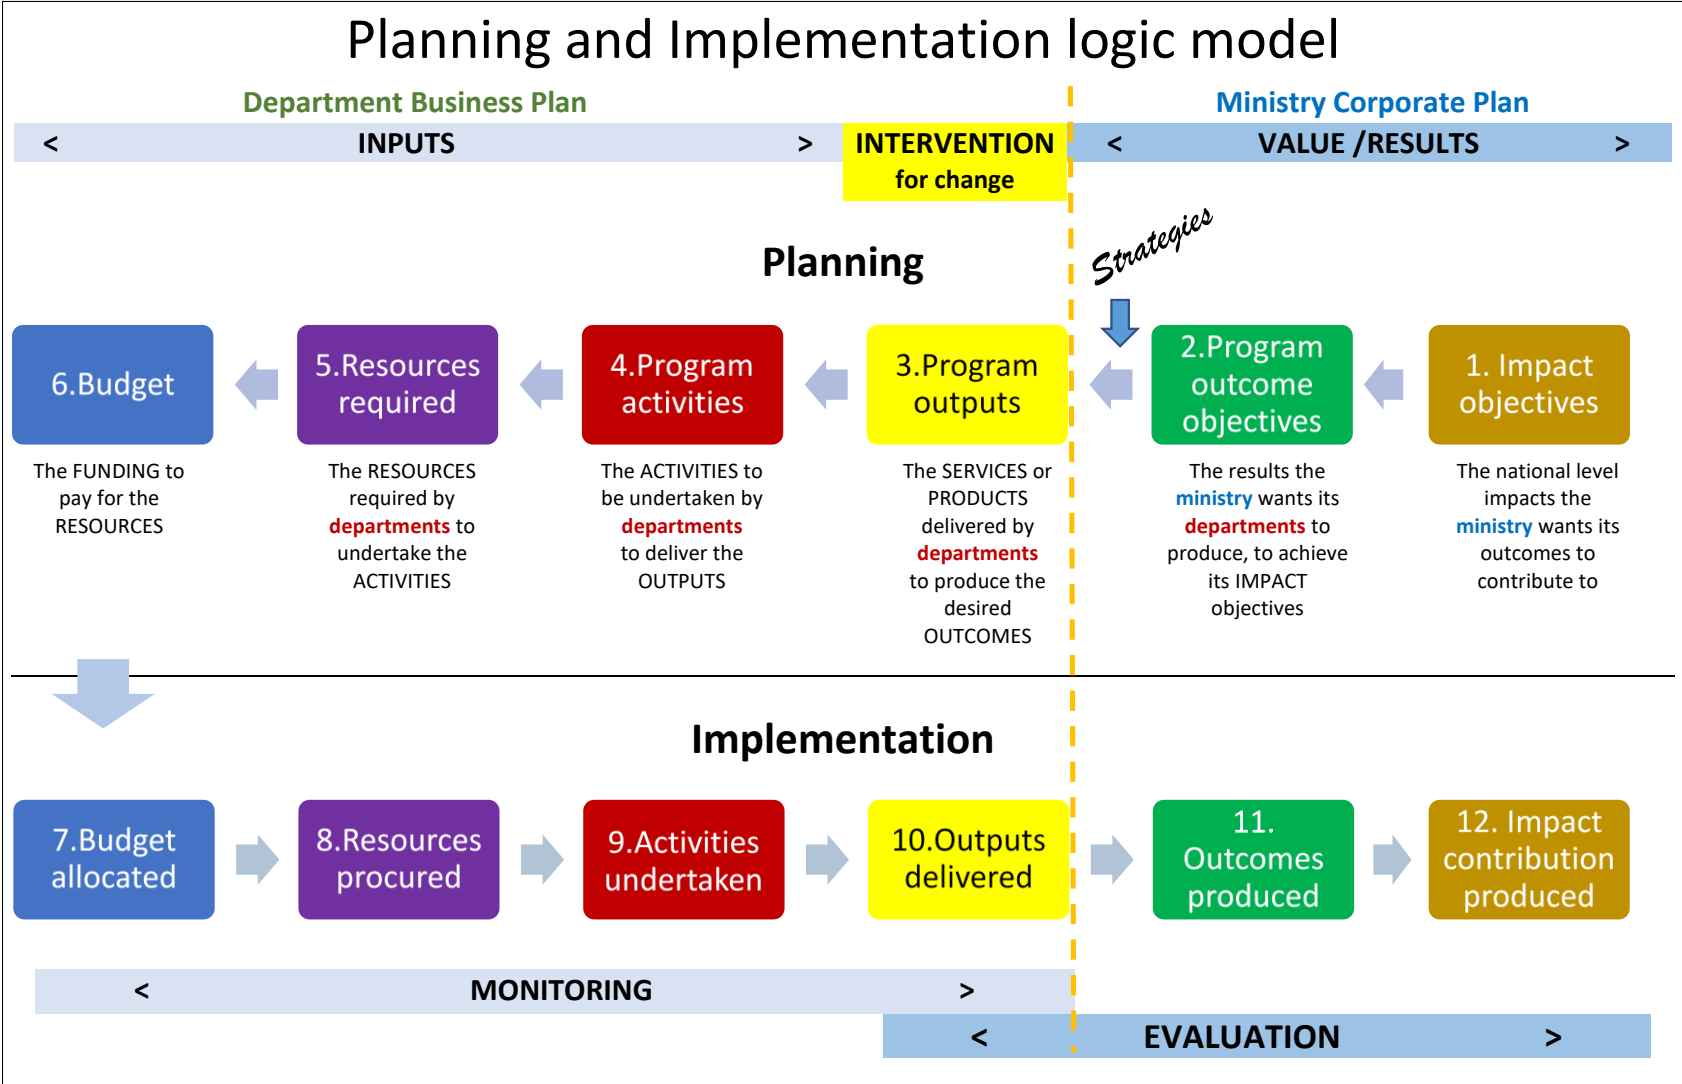 Planning and Implementation logic model
Department Business Plan
Ministry Corporate Plan
< INPUTS >
INTERVENTION
for change
< VALUE /RESULTS >
Strategies
Planning
6.Budget
5.Resources
required
4.Program
activities
3.Program
outputs
2.Program
outcome
objectives
1. Impact
objectives
The FUNDING to
pay for the
RESOURCES
The RESOURCES
required by
departments to
undertake the
ACTIVITIES
The ACTIVITIES to
be undertaken by
departments
to deliver the
OUTPUTS
The SERVICES or
PRODUCTS
delivered by
departments
to produce the
desired
OUTCOMES
The results the
ministry wants its
departments to
produce, to achieve
its IMPACT
objectives
The national level
impacts the
ministry wants its
outcomes to
contribute to
Implementation
7.Budget
allocated
8.Resources
procured
9.Activities
undertaken
10.Outputs
delivered
11.
Outcomes
produced
12. Impact
contribution
produced
< MONITORING >
< EVALUATION >